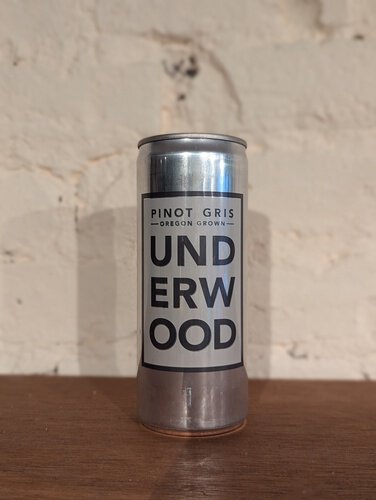 PINOT GRIS
OREGON GROWN
UND
ERW
OOD